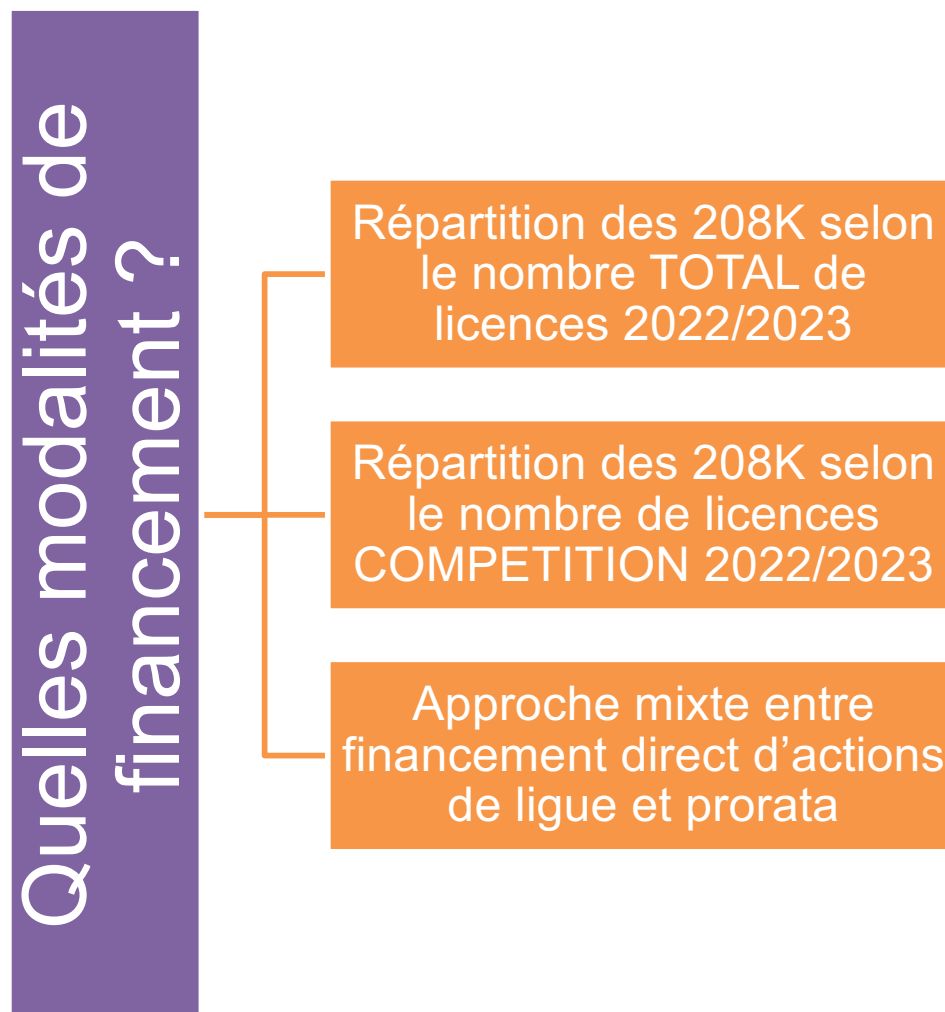 Quelles modalités de
financement ?
Répartition des 208K selon
le nombre TOTAL de
licences 2022/2023
Répartition des 208K selon
le nombre de licences
COMPETITION 2022/2023
Approche mixte entre
financement direct d’actions
de ligue et prorata